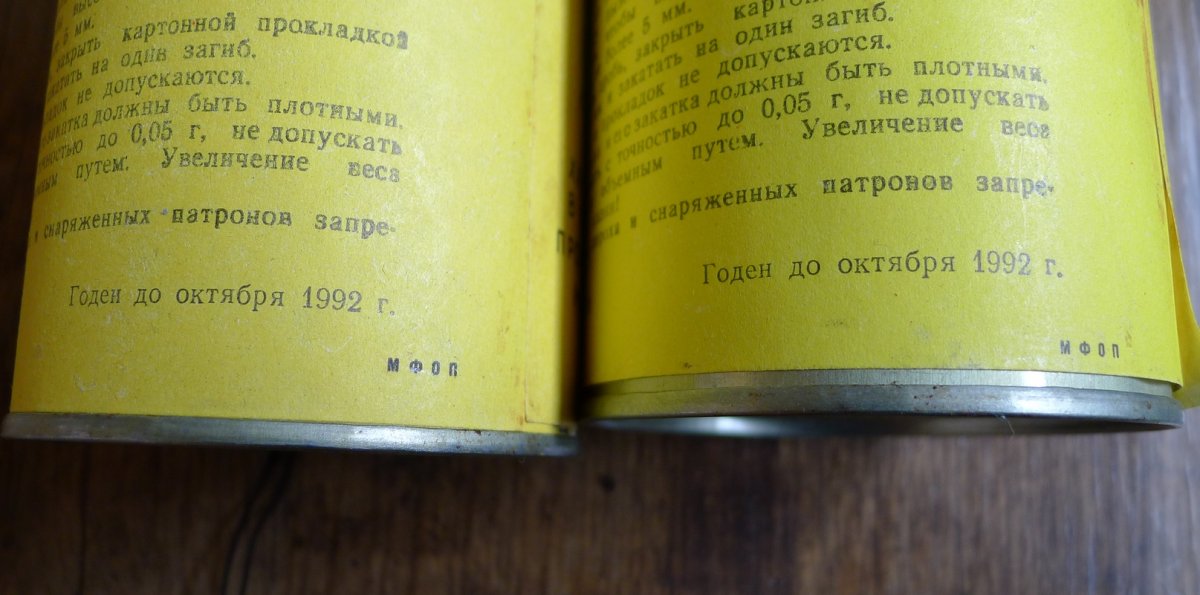 5 мм.
закрыть картонной прокладкой
на один загиб.
не допускаются.
должны быть плотными.
до 0,05 г, не допускать
путем. Увеличение веса
и снаряженных патронов запре-
Годен до октября 1992 г.
МФОП
более 5 мм.
закрыть
и закатать на один загиб.
прокладок не допускаются.
закатка должны быть плотными.
с точностью до 0,05 г, не допускать
объемным путем. Увеличение веса
и снаряженных патронов запре-
Годен до октября 1992 г.
МФОП